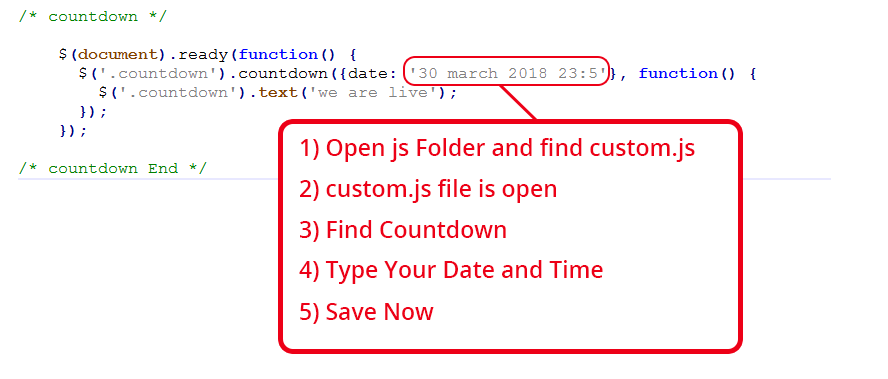 /* countdown */
$(document).ready(function() {
$('.countdown').countdown({date: '30 march 2018 23:5'}, function() {
$('.countdown').text('we are live');
});
});
/* countdown End */
1) Open js Folder and find custom.js
2) custom.js file is open
3) Find Countdown
4) Type Your Date and Time
5) Save Now